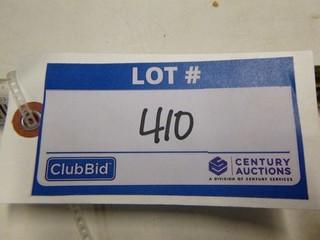 LOT #
410
ClubBid
CENTURY
AUCTIONS
A DIVISION OF CENTURY SERVICES